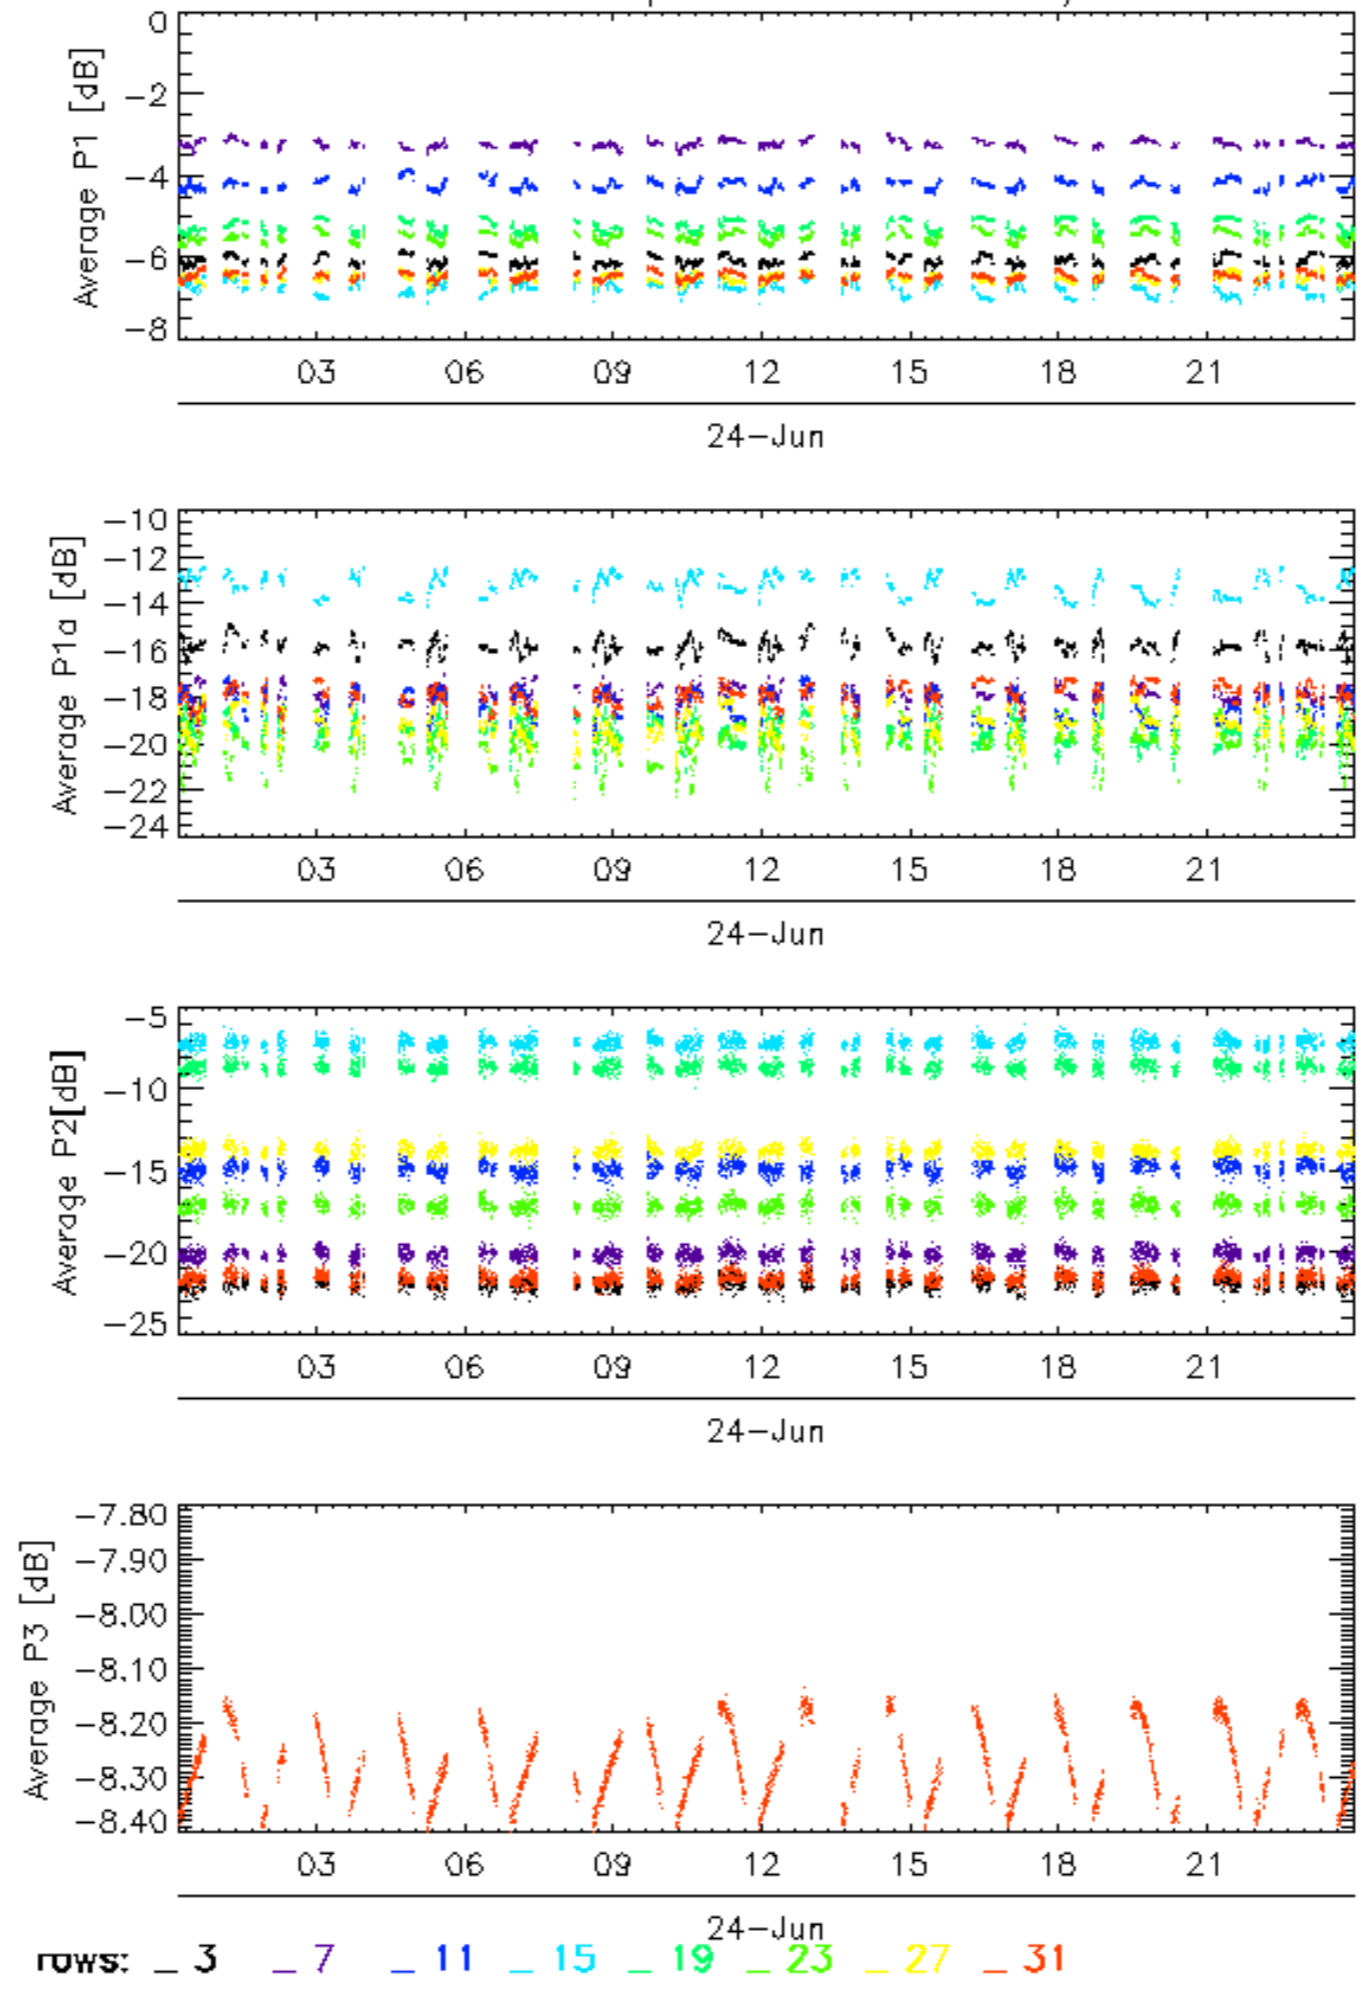 0
-2
-4
-6
-8
Average P1 [dB]
03 06 09 12 15 18 21
24-Jun
-10
-12
-14
-16
-18
-20
-22
-24
Average P1a [dB]
03 06 09 12 15 18 21
24-Jun
-5
-10
-15
-20
-25
Average P2[dB]
03 06 09 12 15 18 21
24-Jun
-7.80
-7.90
-8.00
-8.10
-8.20
-8.30
-8.40
Average P3 [dB]
03 06 09 12 15 18 21
24-Jun
rows: _ 3 _ 7 _ 11 _ 15 _ 19 _ 23 _ 27 _ 31